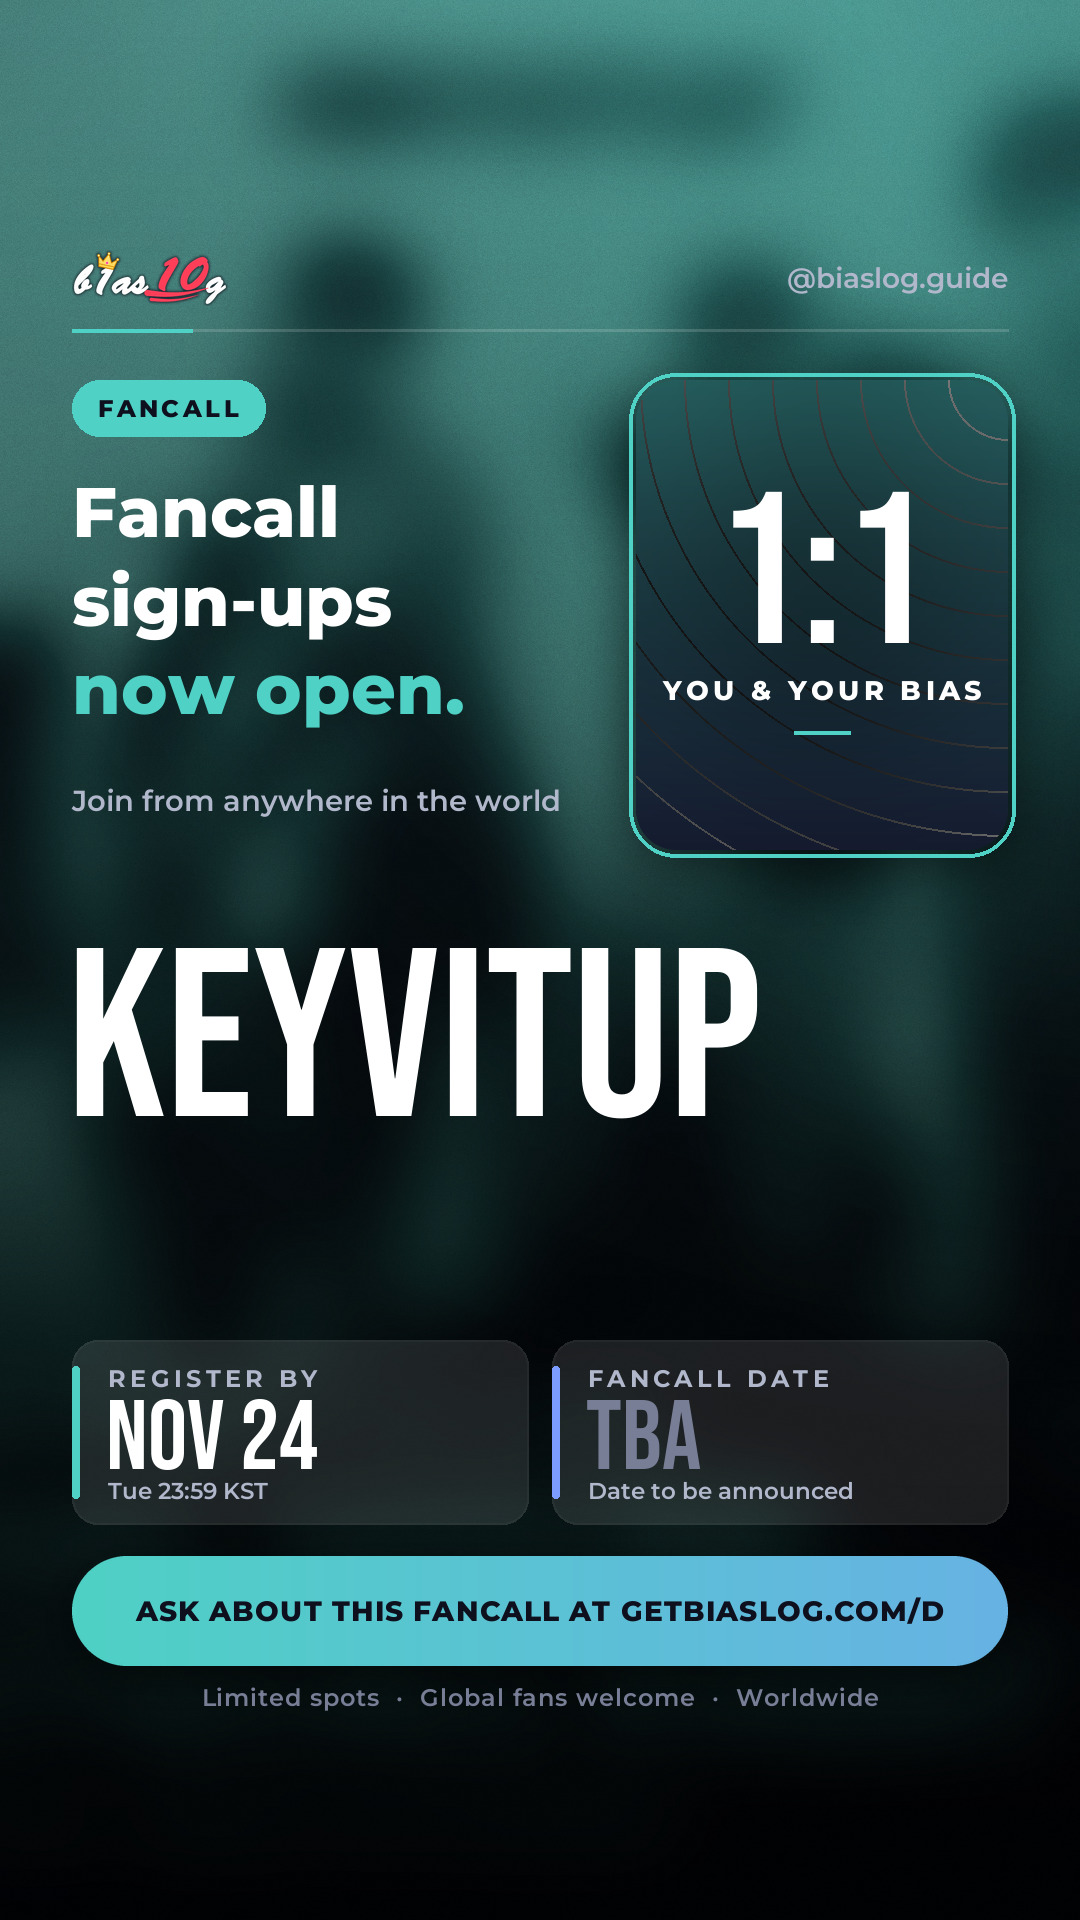 b1as10g
@biaslog.guide
FANCALL
Fancall
sign-ups
now open.
Join from anywhere in the world
1:1
YOU & YOUR BIAS
KEYVITUP
REGISTER BY
NOV 24
Tue 23:59 KST
FANCALL DATE
TBA
Date to be announced
ASK ABOUT THIS FANCALL AT GETBIASLOG.COM/D
Limited spots · Global fans welcome · Worldwide